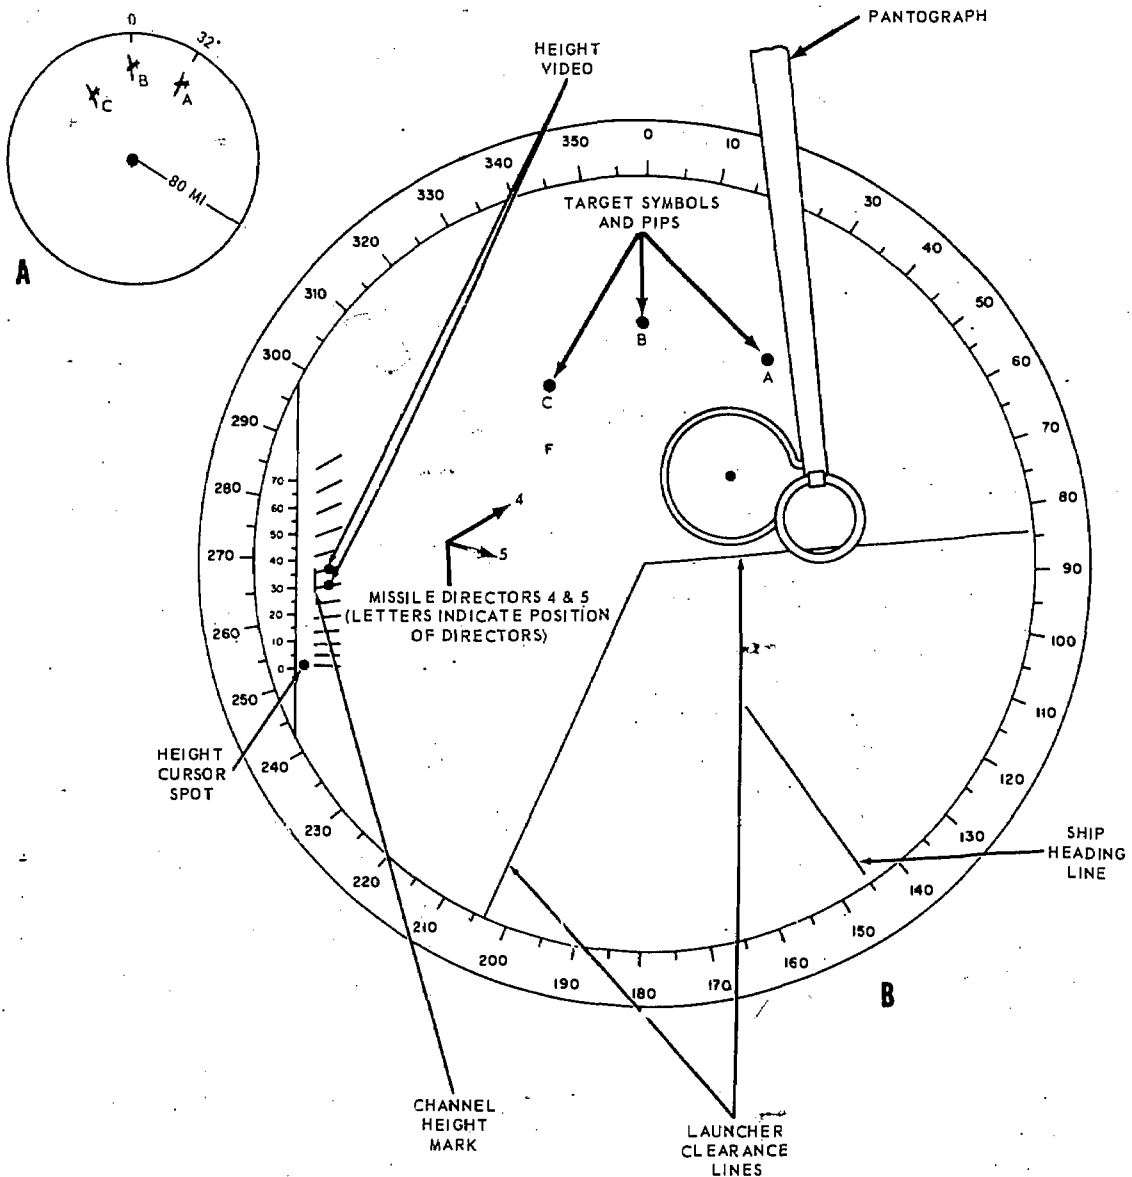 0
32°
B
A
C
80 MI
A
PANTOGRAPH
HEIGHT
VIDEO
TARGET SYMBOLS
AND PIPS
B
A
C
F
4
5
MISSILE DIRECTORS 4 & 5
(LETTERS INDICATE POSITION
OF DIRECTORS)
0
10
30
40
50
60
70
80
90
100
110
120
130
140
150
160
170
180
190
200
210
220
230
240
250
260
270
280
290
300
310
320
330
340
350
70
60
50
40
30
20
10
0
HEIGHT
CURSOR
SPOT
SHIP
HEADING
LINE
B
CHANNEL
HEIGHT
MARK
LAUNCHER
CLEARANCE
LINES